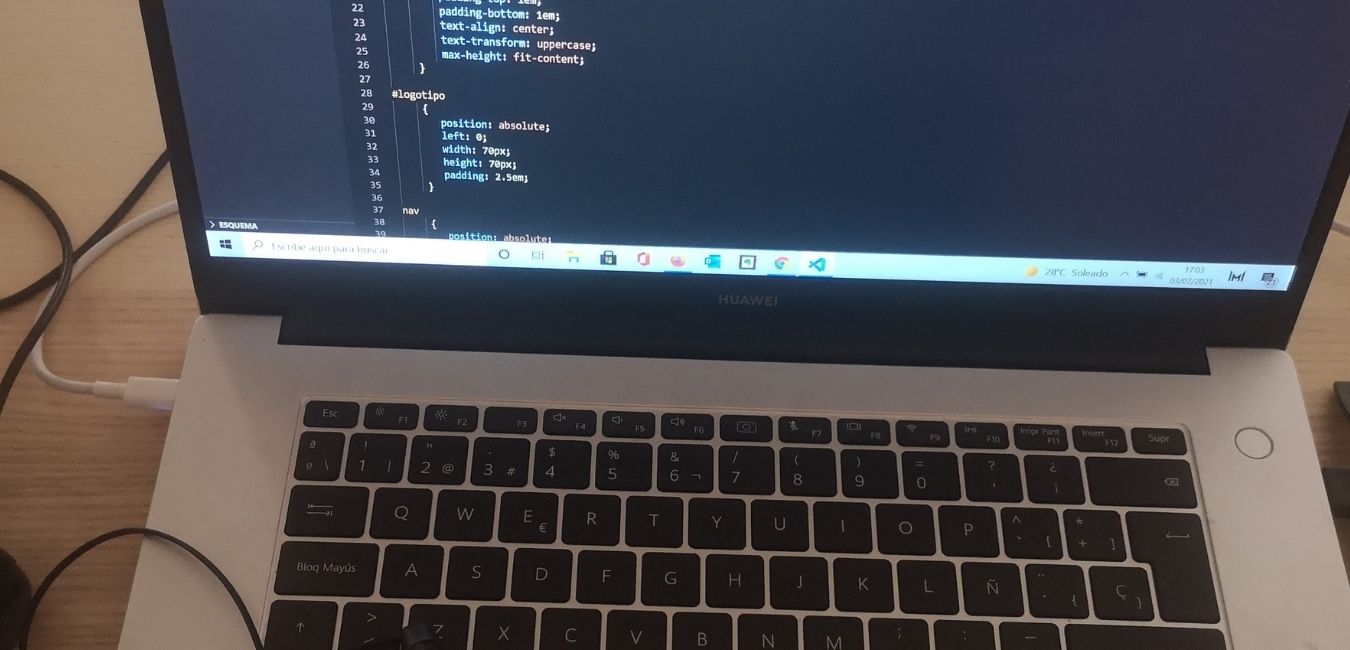 22 padding-top: 1em;
23 padding-bottom: 1em;
24 text-align: center;
25 text-transform: uppercase;
26 max-height: fit-content;
}
27
28 #logotipo
29 {
30 position: absolute;
31 left: 0;
32 width: 70px;
33 height: 70px;
34 padding: 2.5em;
35 }
36
37 nav
38 {
39 position: absolute;
> ESQUEMA
Escribe aquí para buscar
28°C Soleado
17:03
03/07/2021
23
HUAWEI
Esc F1 F2 F3 F4 F5 F6 F7 F8 F9 F10 Impr Pant F11 Insert F12 Supr
ª ! " · $ % & / ( ) = ? ¿
º \ 1 | 2 @ 3 # 4 5 6 ¬ 7 8 9 0 ' ¡
Q W E € R T Y U I O P ^ ` [ * + ]
Bloq Mayús A S D F G H J K L Ñ ¨ ´ { Ç }
> Z X C V B N M ; : _